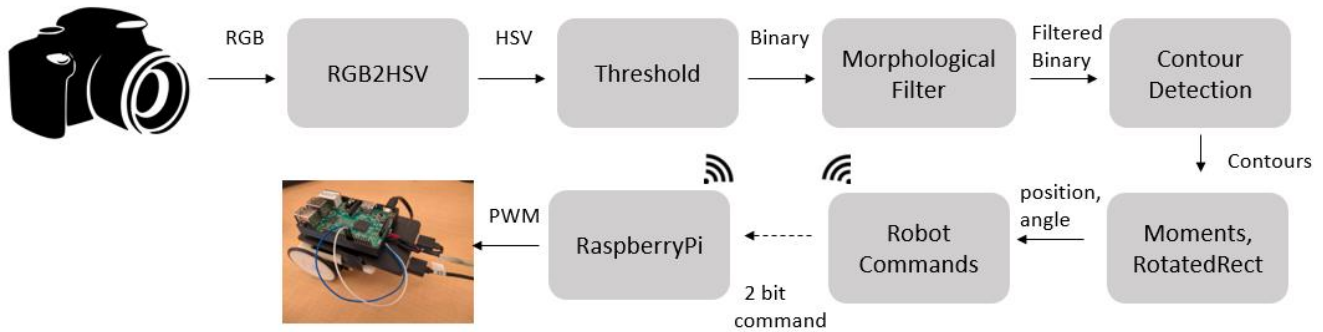 RGB
RGB2HSV
HSV
Threshold
Binary
Morphological
Filter
Filtered
Binary
Contour
Detection
Contours
Moments,
RotatedRect
position,
angle
Robot
Commands
2 bit
command
RaspberryPi
PWM